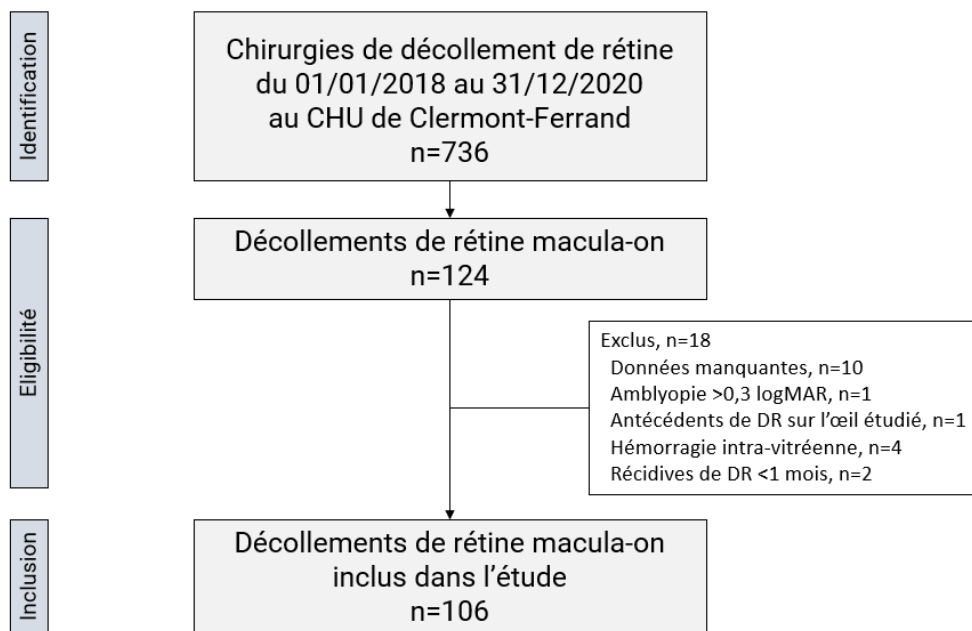 Identification
Chirurgies de décollement de rétine
du 01/01/2018 au 31/12/2020
au CHU de Clermont-Ferrand
n=736
Eligibilité
Décollements de rétine macula-on
n=124
Exclus, n=18
Données manquantes, n=10
Amblyopie >0,3 logMAR, n=1
Antécédents de DR sur l'œil étudié, n=1
Hémorragie intra-vitréenne, n=4
Récidives de DR <1 mois, n=2
Inclusion
Décollements de rétine macula-on
inclus dans l'étude
n=106